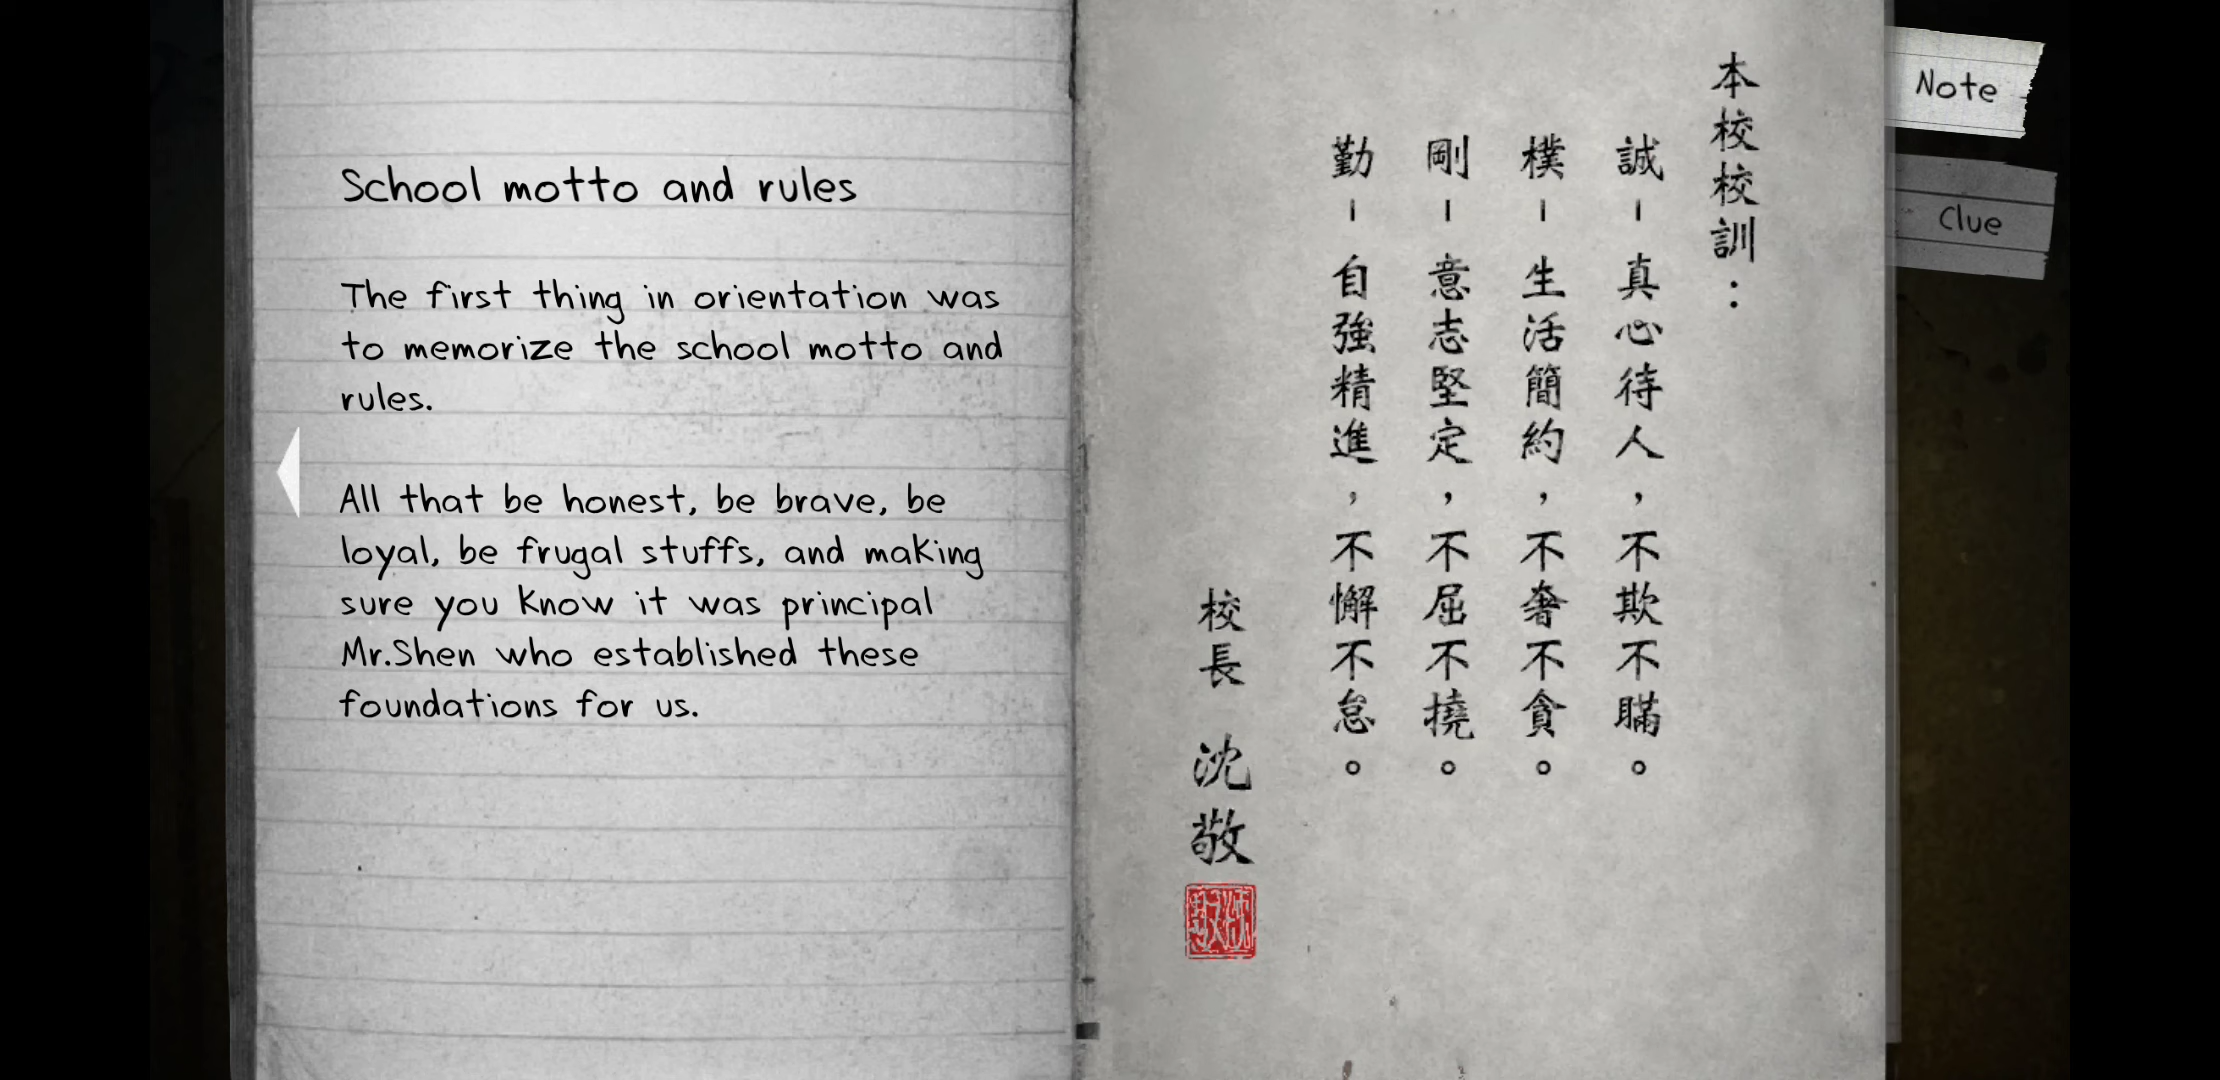 School motto and rules
The first thing in orientation was
to memorize the school motto and
rules.
All that be honest, be brave, be
loyal, be frugal stuffs, and making
sure you know it was principal
Mr.Shen who established these
foundations for us.
本校校訓：
誠－真心待人，不欺不瞞。
樸－生活簡約，不奢不貪。
剛－意志堅定，不屈不撓。
勤－自強精進，不懈不怠。
校長 沈敬
Note
Clue